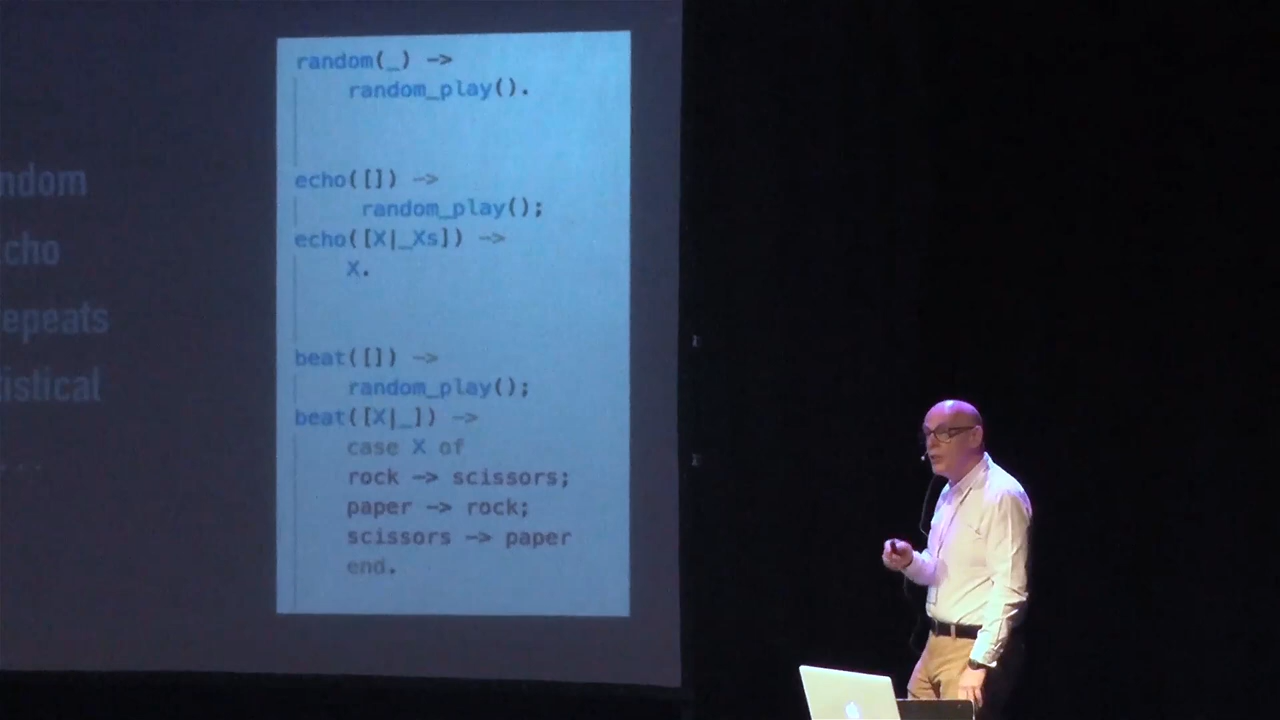 random(_) ->
random_play().
echo([]) ->
random_play();
echo([X|_Xs]) ->
X.
beat([]) ->
random_play();
beat([X|_]) ->
case X of
rock -> scissors;
paper -> rock;
scissors -> paper
end.
ndom
cho
epeats
tistical
...